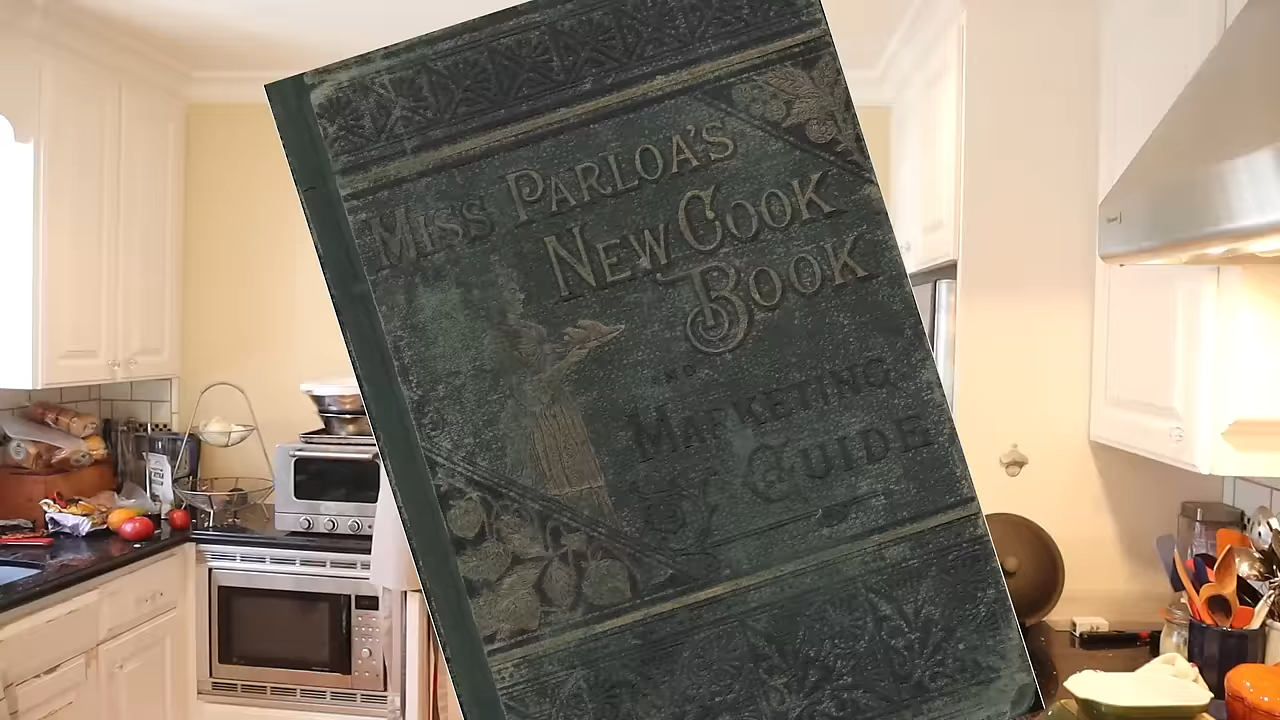 MISS PARLOA'S
NEW COOK
BOOK
AND
MARKETING
GUIDE